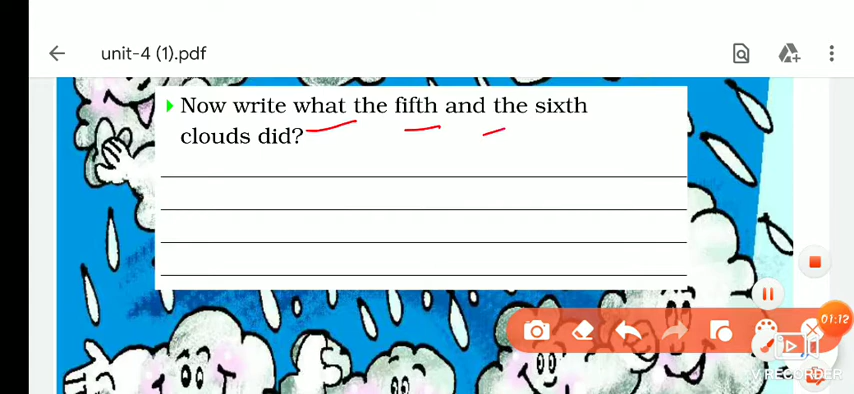 unit-4 (1).pdf
Now write what the fifth and the sixth
clouds did?
01:12
V RECORDER